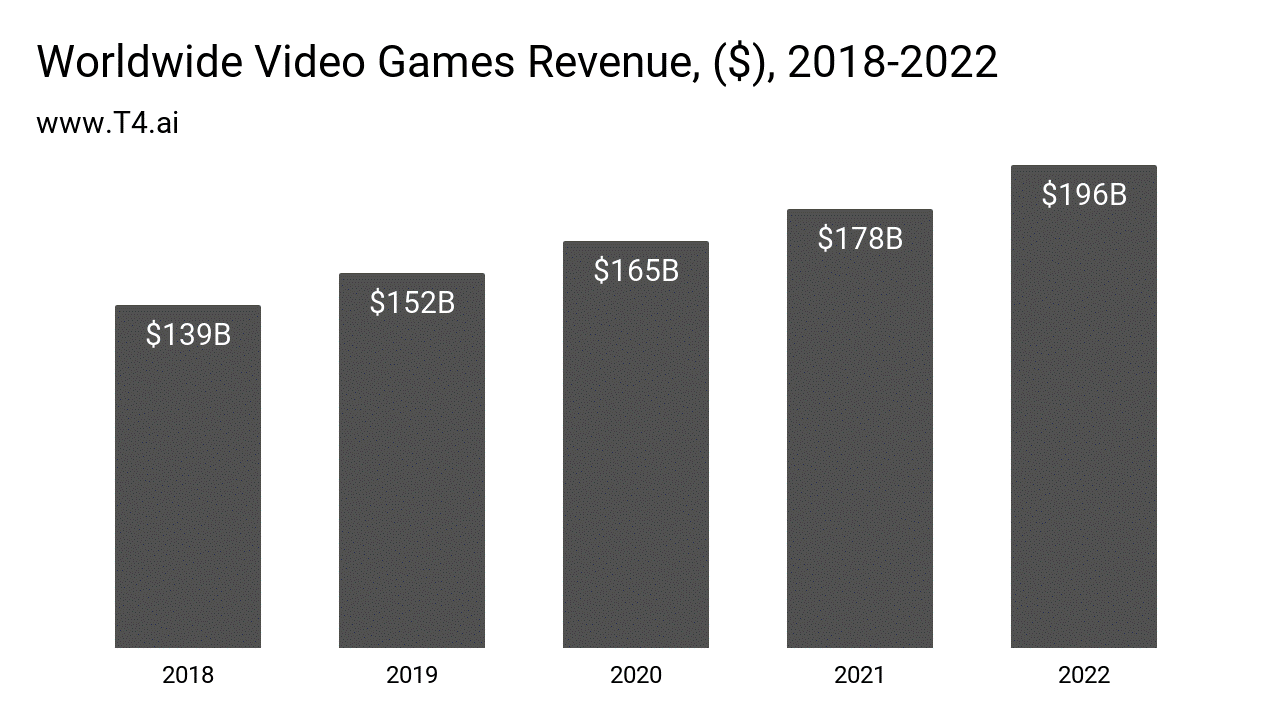 Worldwide Video Games Revenue, ($), 2018-2022
www.T4.ai
$139B
$152B
$165B
$178B
$196B
2018
2019
2020
2021
2022